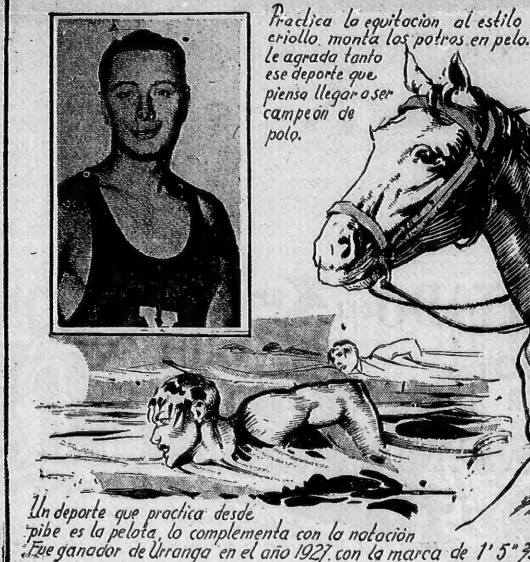 Practica la equitacion al estilo
criollo. monta los potros en pelo.
Le agrada tanto
ese deporte que
piensa llegar a ser
campeón de
polo.
Un deporte que practica desde
pibe es la pelota, lo complementa con la natación
Fue ganador de Urranga en el año 1927. con la marca de 1' 5"